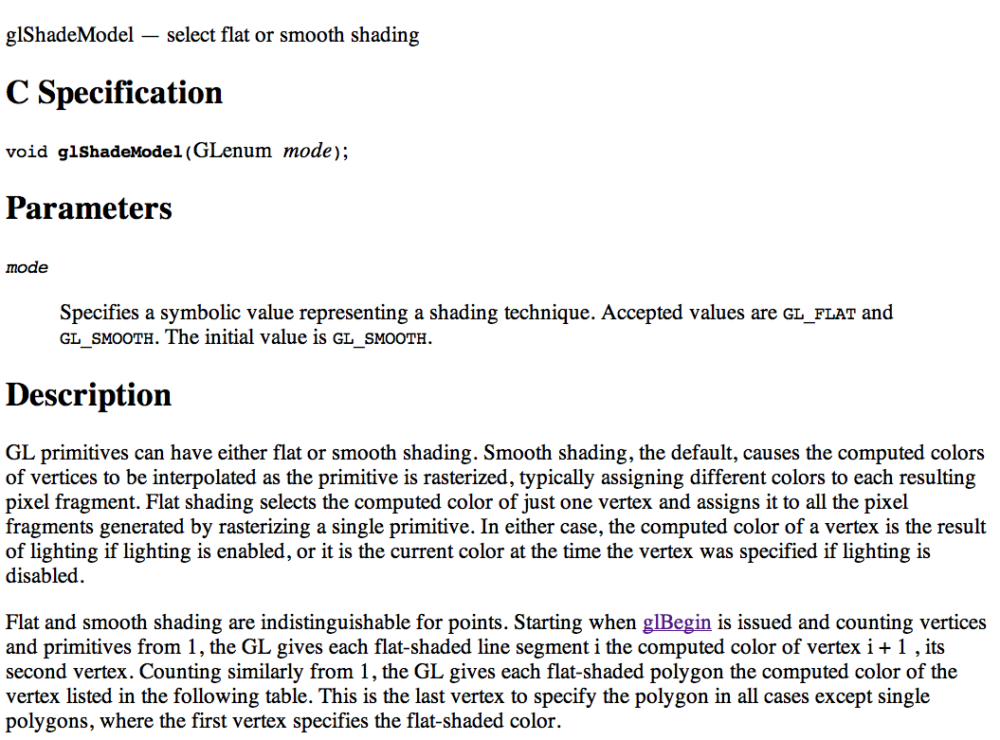 glShadeModel — select flat or smooth shading
C Specification
void glShadeModel(GLenum mode);
Parameters
mode
Specifies a symbolic value representing a shading technique. Accepted values are GL_FLAT and
GL_SMOOTH. The initial value is GL_SMOOTH.
Description
GL primitives can have either flat or smooth shading. Smooth shading, the default, causes the computed colors
of vertices to be interpolated as the primitive is rasterized, typically assigning different colors to each resulting
pixel fragment. Flat shading selects the computed color of just one vertex and assigns it to all the pixel
fragments generated by rasterizing a single primitive. In either case, the computed color of a vertex is the result
of lighting if lighting is enabled, or it is the current color at the time the vertex was specified if lighting is
disabled.
Flat and smooth shading are indistinguishable for points. Starting when glBegin is issued and counting vertices
and primitives from 1, the GL gives each flat-shaded line segment i the computed color of vertex i + 1 , its
second vertex. Counting similarly from 1, the GL gives each flat-shaded polygon the computed color of the
vertex listed in the following table. This is the last vertex to specify the polygon in all cases except single
polygons, where the first vertex specifies the flat-shaded color.